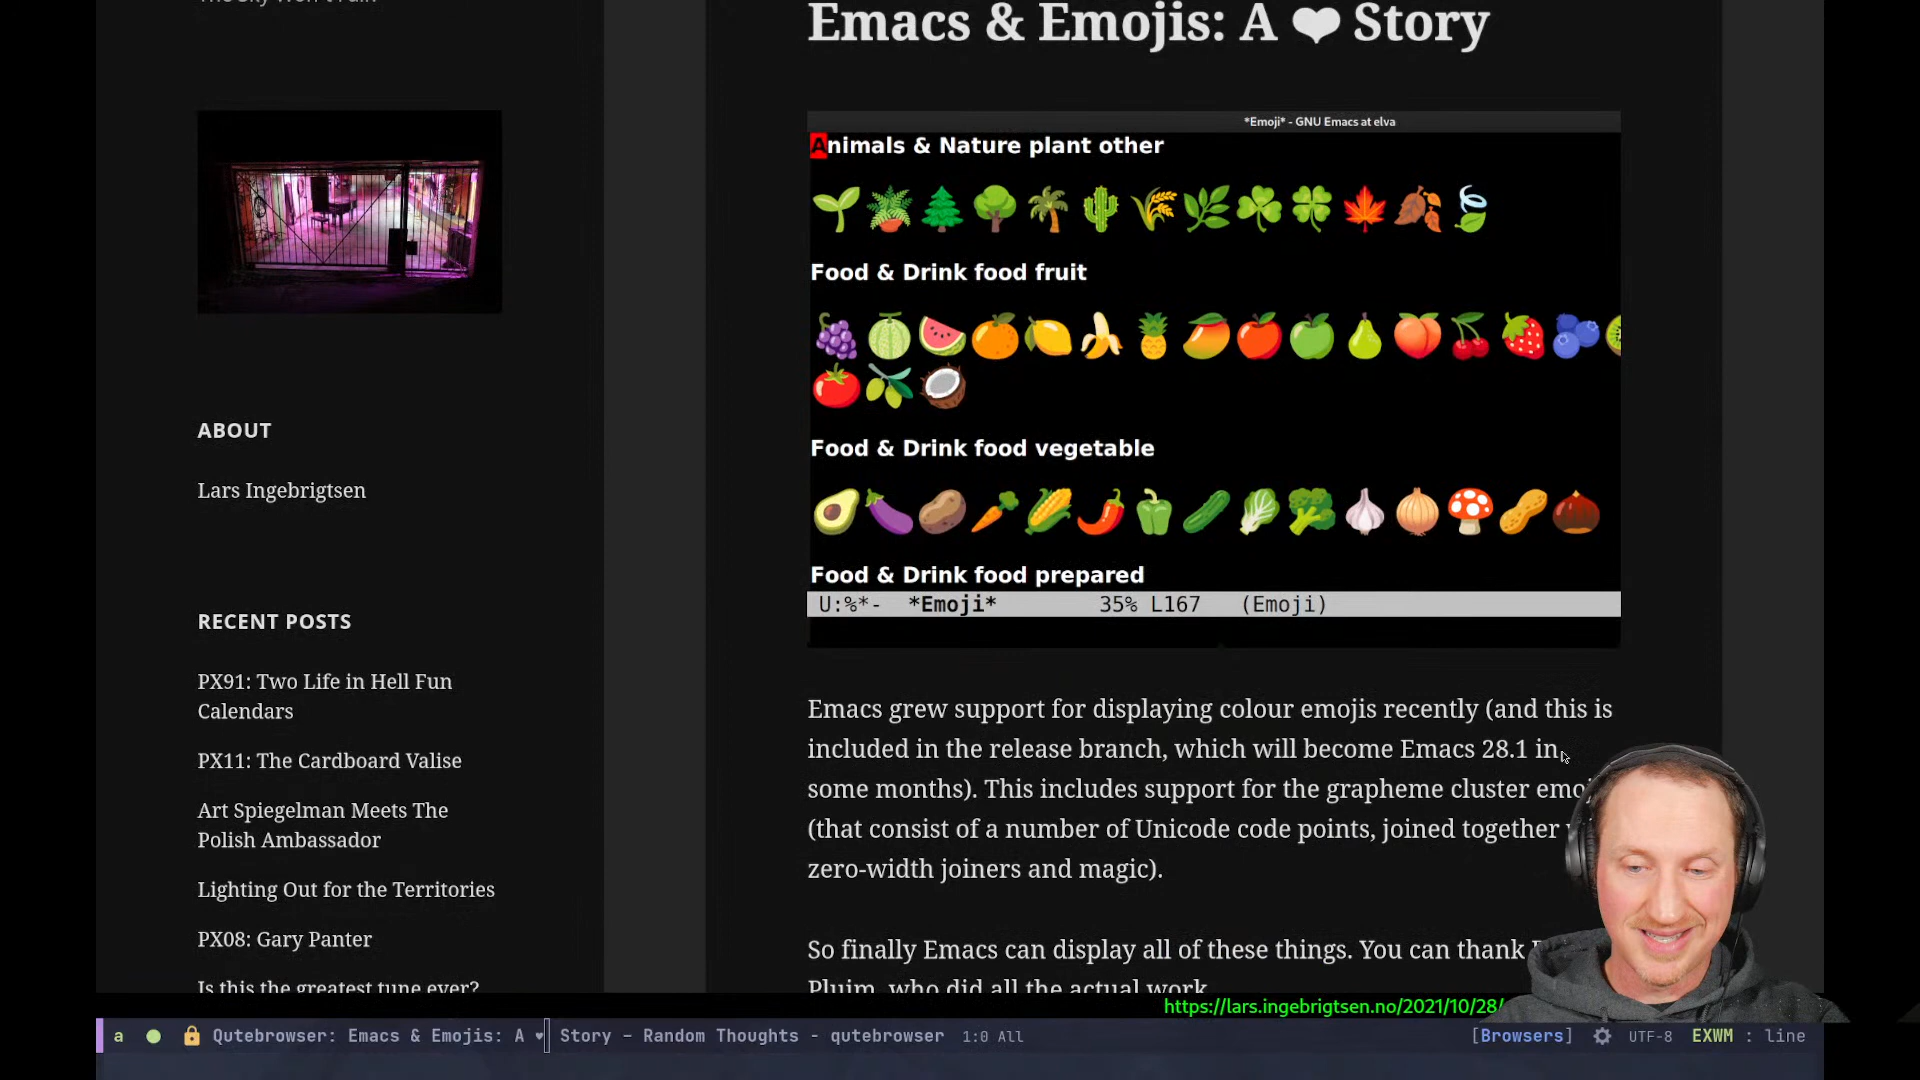 Emacs & Emojis: A ❤ Story
*Emoji* - GNU Emacs at elva
Animals & Nature plant other
Food & Drink food fruit
Food & Drink food vegetable
Food & Drink food prepared
U:%*- *Emoji* 35% L167 (Emoji)
ABOUT
Lars Ingebrigtsen
RECENT POSTS
PX91: Two Life in Hell Fun
Calendars
PX11: The Cardboard Valise
Art Spiegelman Meets The
Polish Ambassador
Lighting Out for the Territories
PX08: Gary Panter
Is this the greatest tune ever?
Emacs grew support for displaying colour emojis recently (and this is
included in the release branch, which will become Emacs 28.1 in
some months). This includes support for the grapheme cluster
(that consist of a number of Unicode code points, joined together
zero-width joiners and magic).
So finally Emacs can display all of these things. You can thank
Pluim, who did all the actual work.
https://lars.ingebrigtsen.no/2021/10/28/
a Qutebrowser: Emacs & Emojis: A ♥ Story – Random Thoughts - qutebrowser 1:0 All [Browsers] UTF-8 EXWM : line